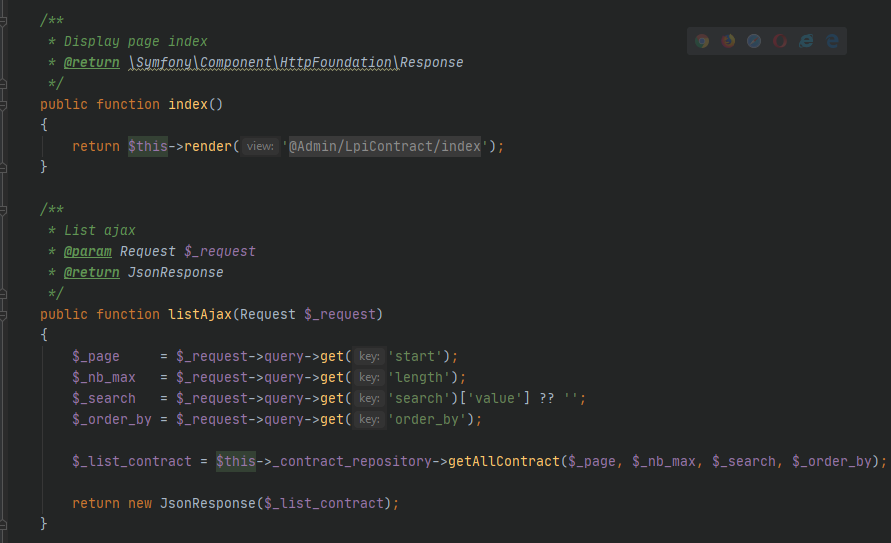 /**
 * Display page index
 * @return \Symfony\Component\HttpFoundation\Response
 */
public function index()
{
    return $this->render( view: '@Admin/LpiContract/index');
}

/**
 * List ajax
 * @param Request $_request
 * @return JsonResponse
 */
public function listAjax(Request $_request)
{
    $_page     = $_request->query->get( key: 'start');
    $_nb_max   = $_request->query->get( key: 'length');
    $_search   = $_request->query->get( key: 'search')['value'] ?? '';
    $_order_by = $_request->query->get( key: 'order_by');

    $_list_contract = $this->_contract_repository->getAllContract($_page, $_nb_max, $_search, $_order_by);

    return new JsonResponse($_list_contract);
}